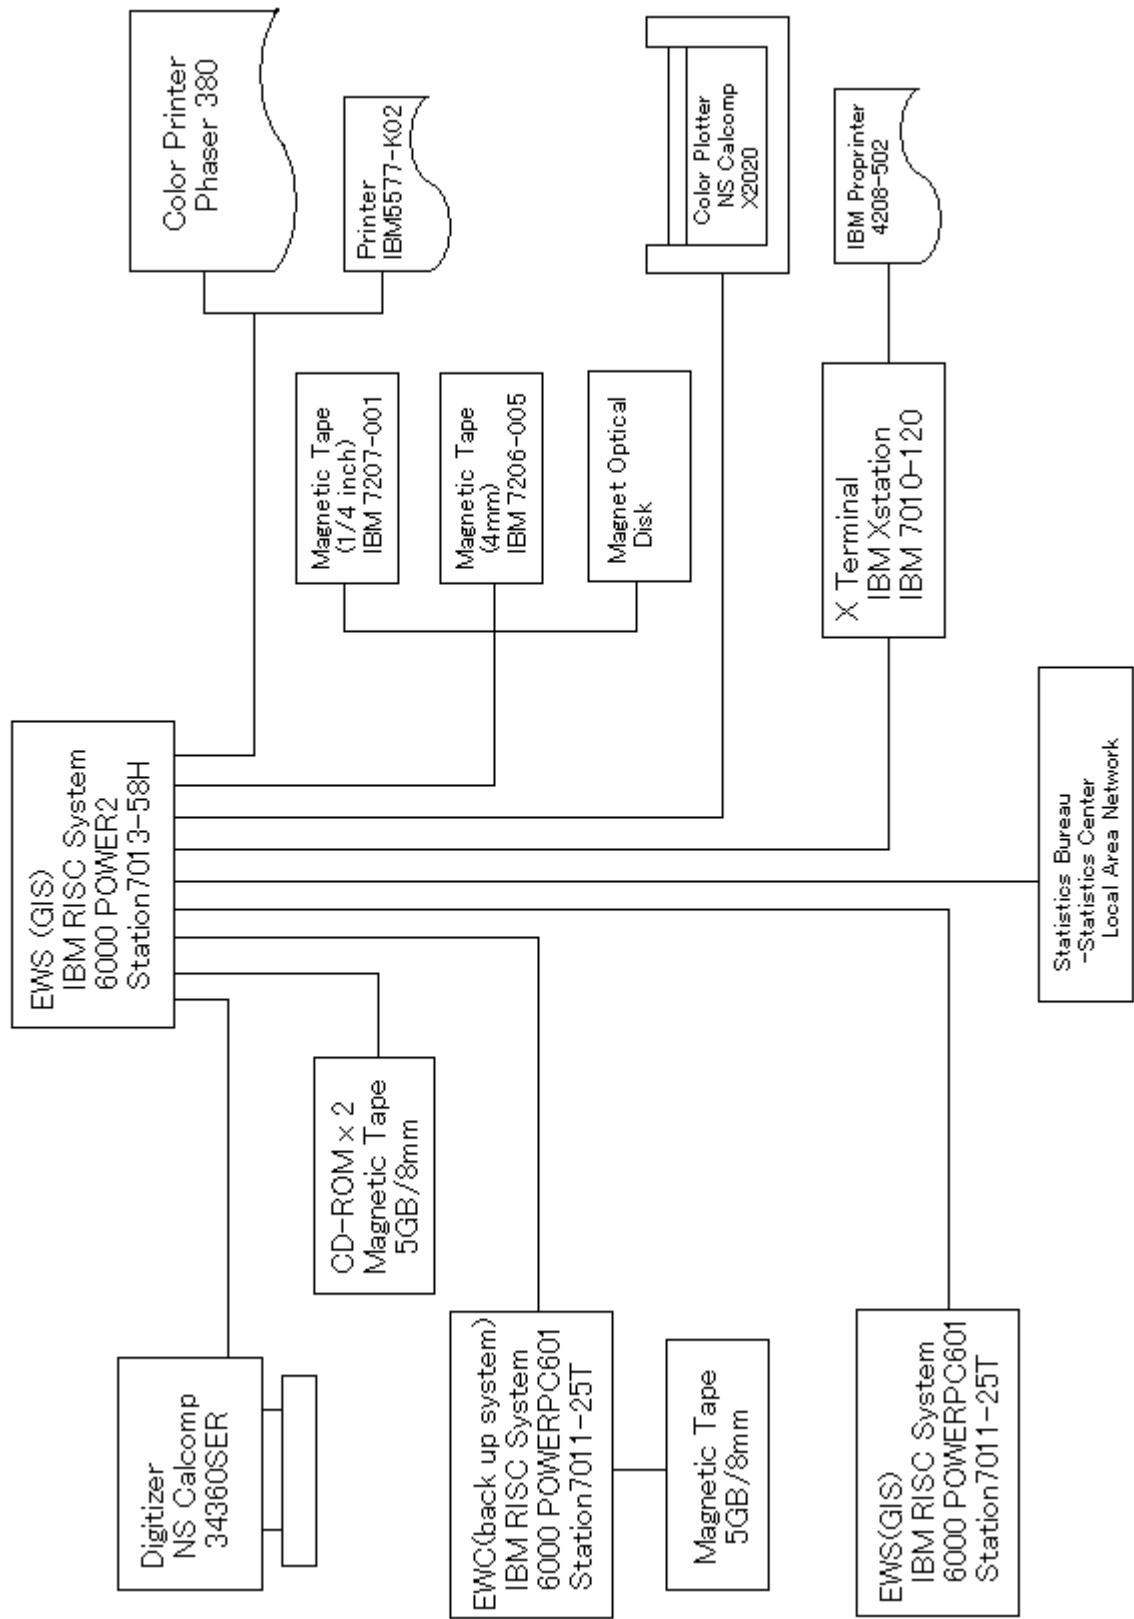 EWS (GIS)
IBM RISC System
6000 POWER2
Station7013-58H
Digitizer
NS Calcomp
34360SER
CD-ROM × 2
Magnetic Tape
5GB/8mm
EWC(back up system)
IBM RISC System
6000 POWERPC601
Station7011-25T
Magnetic Tape
5GB/8mm
EWS(GIS)
IBM RISC System
6000 POWERPC601
Station7011-25T
Color Printer
Phaser 380
Printer
IBM5577-K02
Magnetic Tape
(1/4 inch)
IBM 7207-001
Magnetic Tape
(4mm)
IBM 7206-005
Magnet Optical
Disk
Color Plotter
NS Calcomp
X2020
X Terminal
IBM Xstation
IBM 7010-120
IBM Proprinter
4208-502
Statistics Bureau
-Statistics Center
Local Area Network